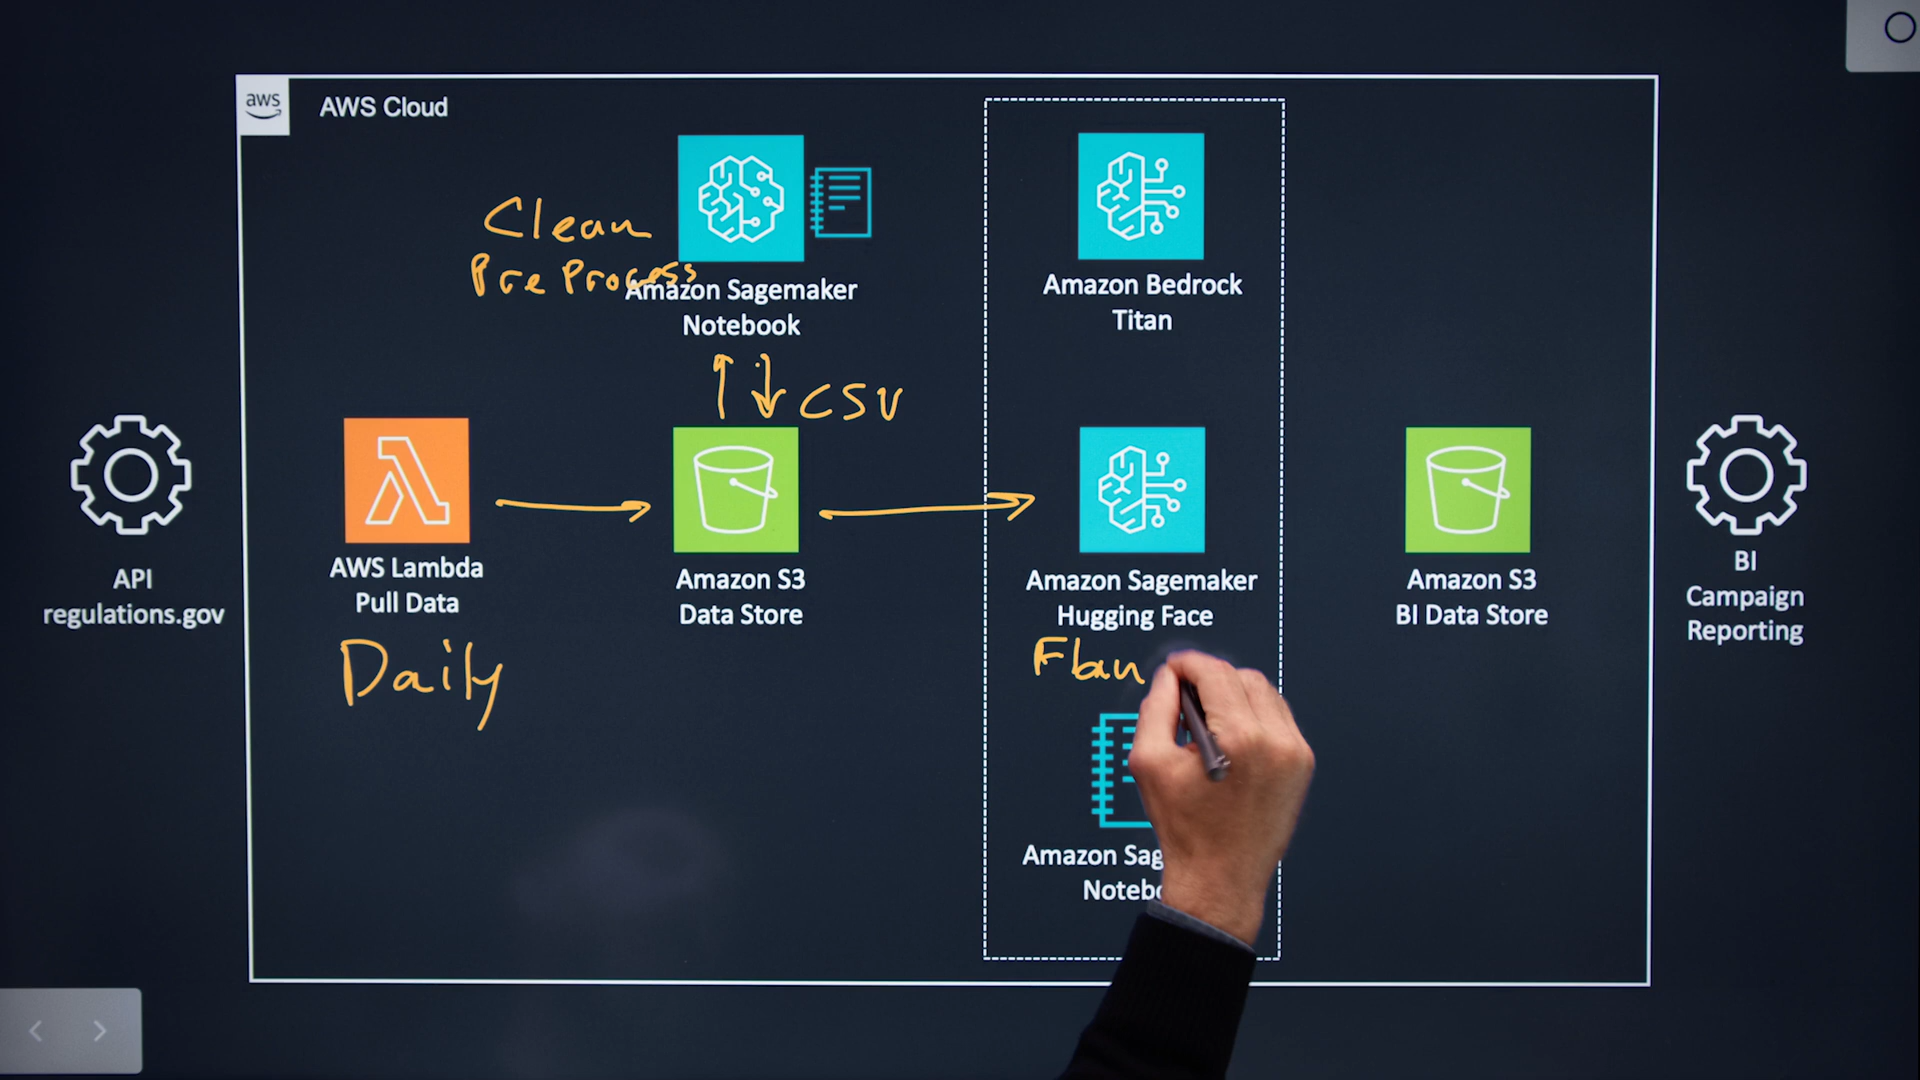 aws
AWS Cloud
Clean
Pre Process
Amazon Sagemaker
Notebook
CSV
Amazon Bedrock
Titan
API
regulations.gov
AWS Lambda
Pull Data
Daily
Amazon S3
Data Store
Amazon Sagemaker
Hugging Face
Flan
Amazon
Amazon S3
BI Data Store
BI
Campaign
Reporting